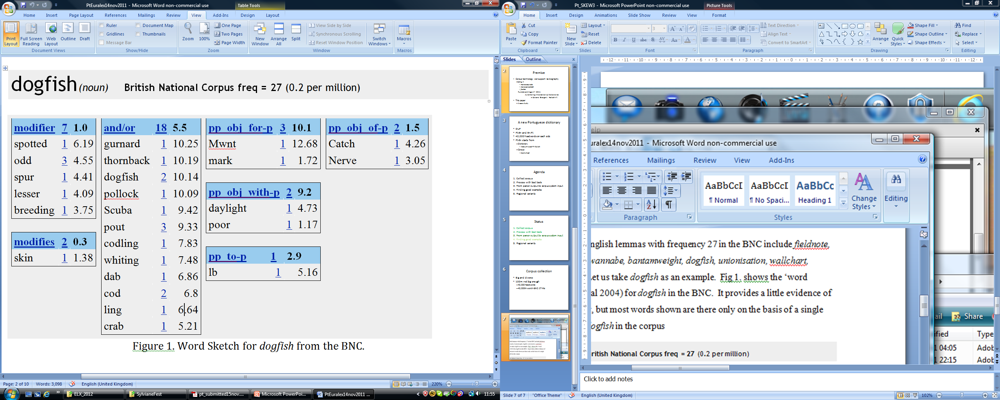 PtEuralex14nov2011 - Microsoft Word non-commercial use
Table Tools
Home Insert Page Layout References Mailings Review View Add-Ins Design Layout
Print Layout
Full Screen Reading
Web Layout
Outline
Draft
Document Views
Ruler
Gridlines
Message Bar
Document Map
Thumbnails
Show/Hide
Zoom
100%
One Page
Two Pages
Page Width
Zoom
New Window
Arrange All
Split
View Side by Side
Synchronous Scrolling
Reset Window Position
Window
Switch Windows
Macros
Macros
dogfish (noun) British National Corpus freq = 27 (0.2 per million)
modifier 7 1.0
spotted 1 6.19
odd 3 4.55
spur 1 4.41
lesser 1 4.09
breeding 1 3.75
modifies 2 0.3
skin 1 1.38
and/or 18 5.5
gurnard 1 10.25
thornback 1 10.19
dogfish 2 10.14
pollock 1 10.09
Scuba 1 9.42
pout 3 9.33
codling 1 7.83
whiting 1 7.48
dab 1 6.86
cod 2 6.8
ling 1 6.64
crab 1 5.21
pp_obj_for-p 3 10.1
Mwnt 1 12.68
mark 1 1.72
pp_obj_with-p 2 9.2
daylight 1 4.73
poor 1 1.17
pp_to-p 1 2.9
lb 1 5.16
pp_obj_of-p 2 1.5
Catch 1 4.26
Nerve 1 3.05
Figure 1. Word Sketch for dogfish from the BNC.
Page: 2 of 10 Words: 3,098 English (United Kingdom) 220%
ELX_2012 SylvianeFest pt_submitted15nov.... Microsoft PowerPoi... PtEuralex14nov2011 ... 11:55
Pt_SKEW3 - Microsoft PowerPoint non-commercial use
Picture Tools
Home Insert Design Animations Slide Show Review View Format
Paste
Cut
Copy
Format Painter
Clipboard
New Slide
Layout
Reset
Delete
Slides
3
Font
Text Direction
Align Text
Convert to SmartArt
Paragraph
Arrange
Quick Styles
Shape Fill
Shape Outline
Shape Effects
Drawing
Find
Replace
Select
Editing
Slides Outline
2
Premise
Corpus technology can support lexicography
This paper
3
A new Portuguese dictionary
OUP
Pt-En and En-Pt
40,000 headwords on each side
Pt-En starts from
Dictionary
Corpus
4
Agenda
1. Collect corpus
2. Process with best tools
3. From parser output to corpus system input
4. Finding good examples
5. Regional variants
5
Status
1. Collect corpus
2. Process with best tools
3. From parser output to corpus system input
4. Finding good examples
5. Regional variants
6
Corpus collection
Big and diverse
100m not big enough
40,000 headwords
40,000th word in BNC: 27 hits
7
elp
uralex14nov2011 - Microsoft Word non-commercial use
References Mailings Review View Add-Ins
AaBbCcI AaBbCcI AaBbCc
¶ Normal ¶ No Spaci... Heading 1
Change Styles
Editing
Paragraph Styles
nglish lemmas with frequency 27 in the BNC include fieldnote,
wannabe, bantamweight, dogfish, unionisation, wallchart,
Let us take dogfish as an example. Fig 1. shows the ‘word
al 2004) for dogfish in the BNC. It provides a little evidence of
, but most words shown are there only on the basis of a single
dogfish in the corpus
ritish National Corpus freq = 27 (0.2 per million)
ail Share
ified Type
1 04:05 Adob
1 22:15 Adob
Click to add notes
Slide 7 of 7 "Office Theme" English (United Kingdom) 102%